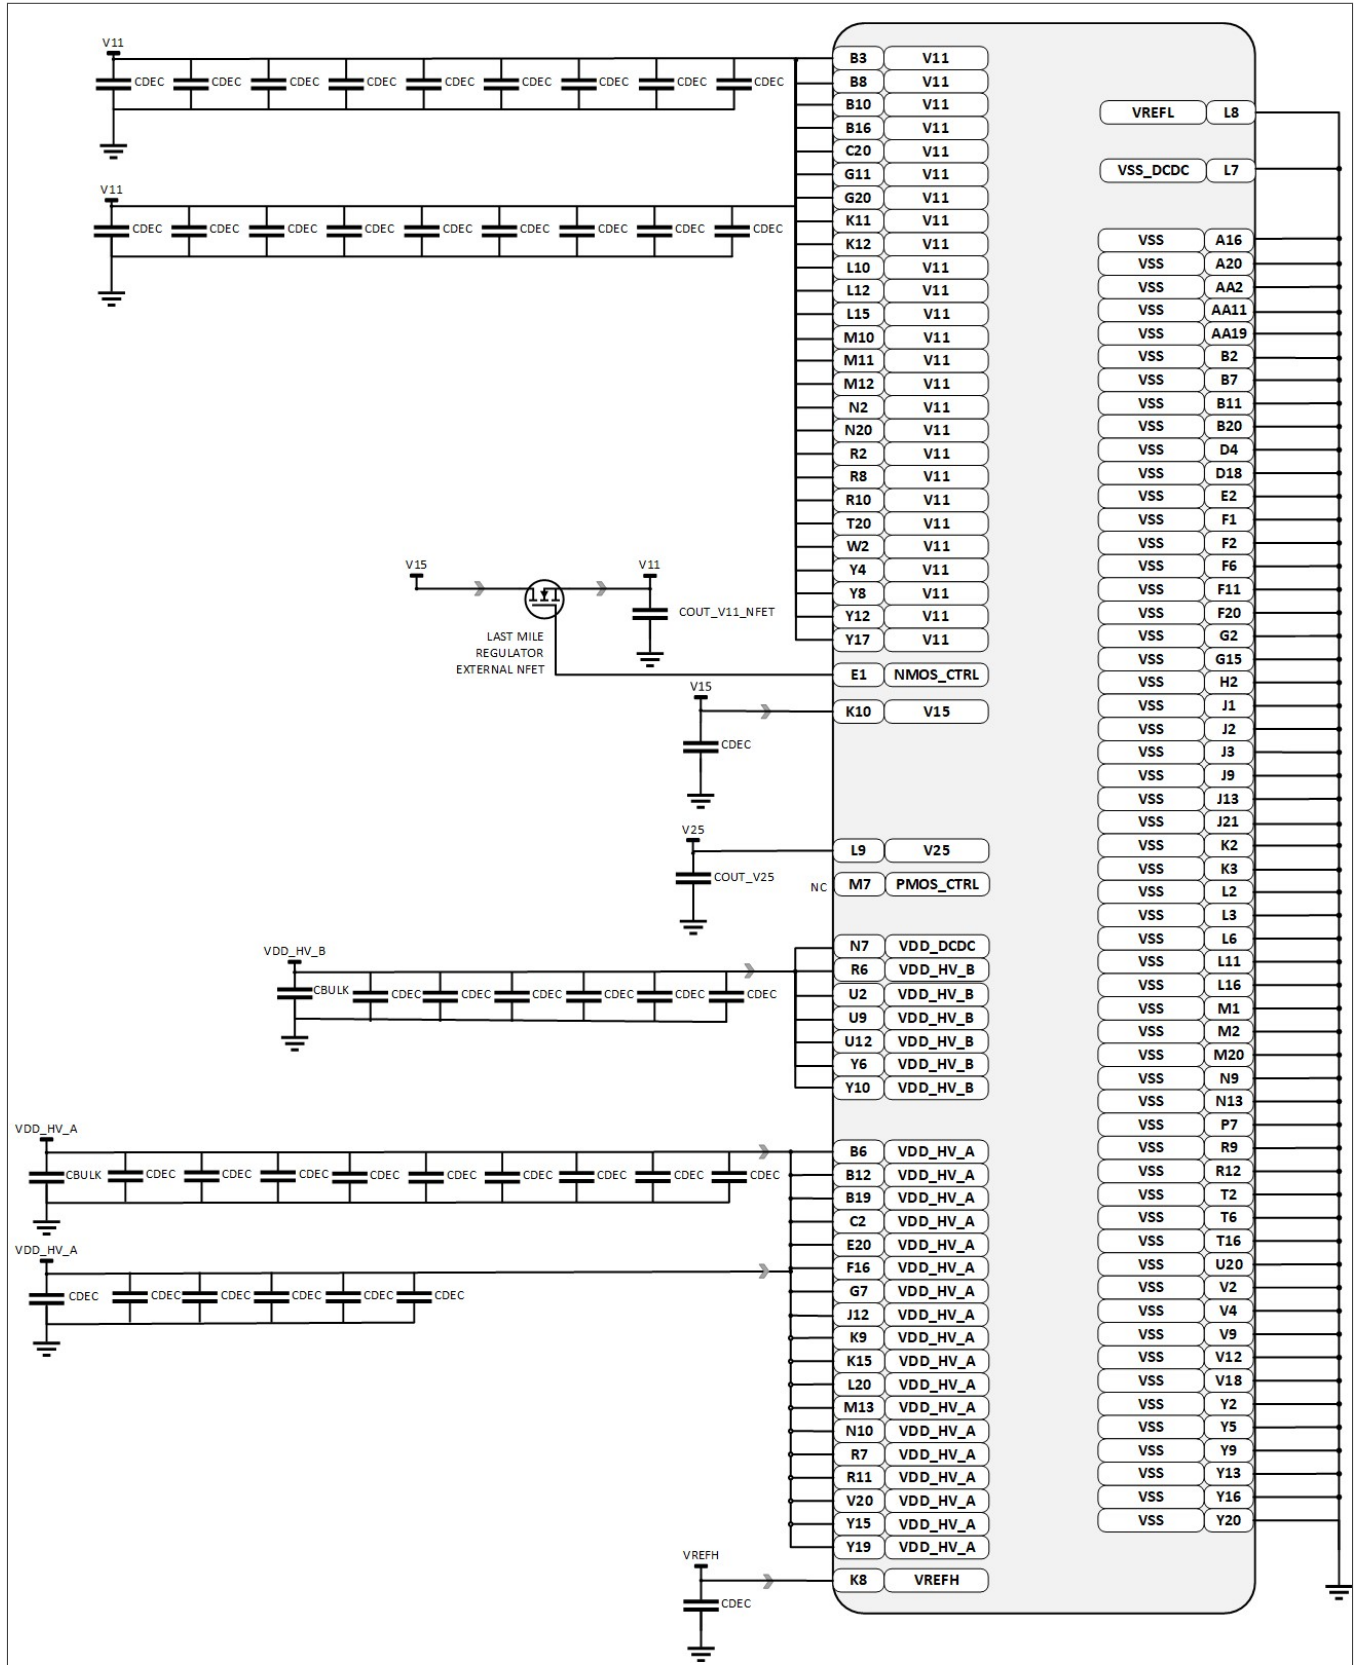 V11
CDEC CDEC CDEC CDEC CDEC CDEC CDEC CDEC CDEC
V11
CDEC CDEC CDEC CDEC CDEC CDEC CDEC CDEC CDEC
B3 V11
B8 V11
B10 V11
B16 V11
C20 V11
G11 V11
G20 V11
K11 V11
K12 V11
L10 V11
L12 V11
L15 V11
M10 V11
M11 V11
M12 V11
N2 V11
N20 V11
R2 V11
R8 V11
R10 V11
T20 V11
W2 V11
Y4 V11
Y8 V11
Y12 V11
Y17 V11
V15
V11
COUT_V11_NFET
LAST MILE
REGULATOR
EXTERNAL NFET
E1 NMOS_CTRL
V15
K10 V15
CDEC
V25
L9 V25
COUT_V25
NC M7 PMOS_CTRL
VDD_HV_B
CBULK CDEC CDEC CDEC CDEC CDEC CDEC
N7 VDD_DCDC
R6 VDD_HV_B
U2 VDD_HV_B
U9 VDD_HV_B
U12 VDD_HV_B
Y6 VDD_HV_B
Y10 VDD_HV_B
VDD_HV_A
CBULK CDEC CDEC CDEC CDEC CDEC CDEC CDEC CDEC CDEC
VDD_HV_A
CDEC CDEC CDEC CDEC CDEC CDEC
B6 VDD_HV_A
B12 VDD_HV_A
B19 VDD_HV_A
C2 VDD_HV_A
E20 VDD_HV_A
F16 VDD_HV_A
G7 VDD_HV_A
J12 VDD_HV_A
K9 VDD_HV_A
K15 VDD_HV_A
L20 VDD_HV_A
M13 VDD_HV_A
N10 VDD_HV_A
R7 VDD_HV_A
R11 VDD_HV_A
V20 VDD_HV_A
Y15 VDD_HV_A
Y19 VDD_HV_A
VREFH
K8 VREFH
CDEC
VREFL L8
VSS_DCDC L7
VSS A16
VSS A20
VSS AA2
VSS AA11
VSS AA19
VSS B2
VSS B7
VSS B11
VSS B20
VSS D4
VSS D18
VSS E2
VSS F1
VSS F2
VSS F6
VSS F11
VSS F20
VSS G2
VSS G15
VSS H2
VSS J1
VSS J2
VSS J3
VSS J9
VSS J13
VSS J21
VSS K2
VSS K3
VSS L2
VSS L3
VSS L6
VSS L11
VSS L16
VSS M1
VSS M2
VSS M20
VSS N9
VSS N13
VSS P7
VSS R9
VSS R12
VSS T2
VSS T6
VSS T16
VSS U20
VSS V2
VSS V4
VSS V9
VSS V12
VSS V18
VSS Y2
VSS Y5
VSS Y9
VSS Y13
VSS Y16
VSS Y20